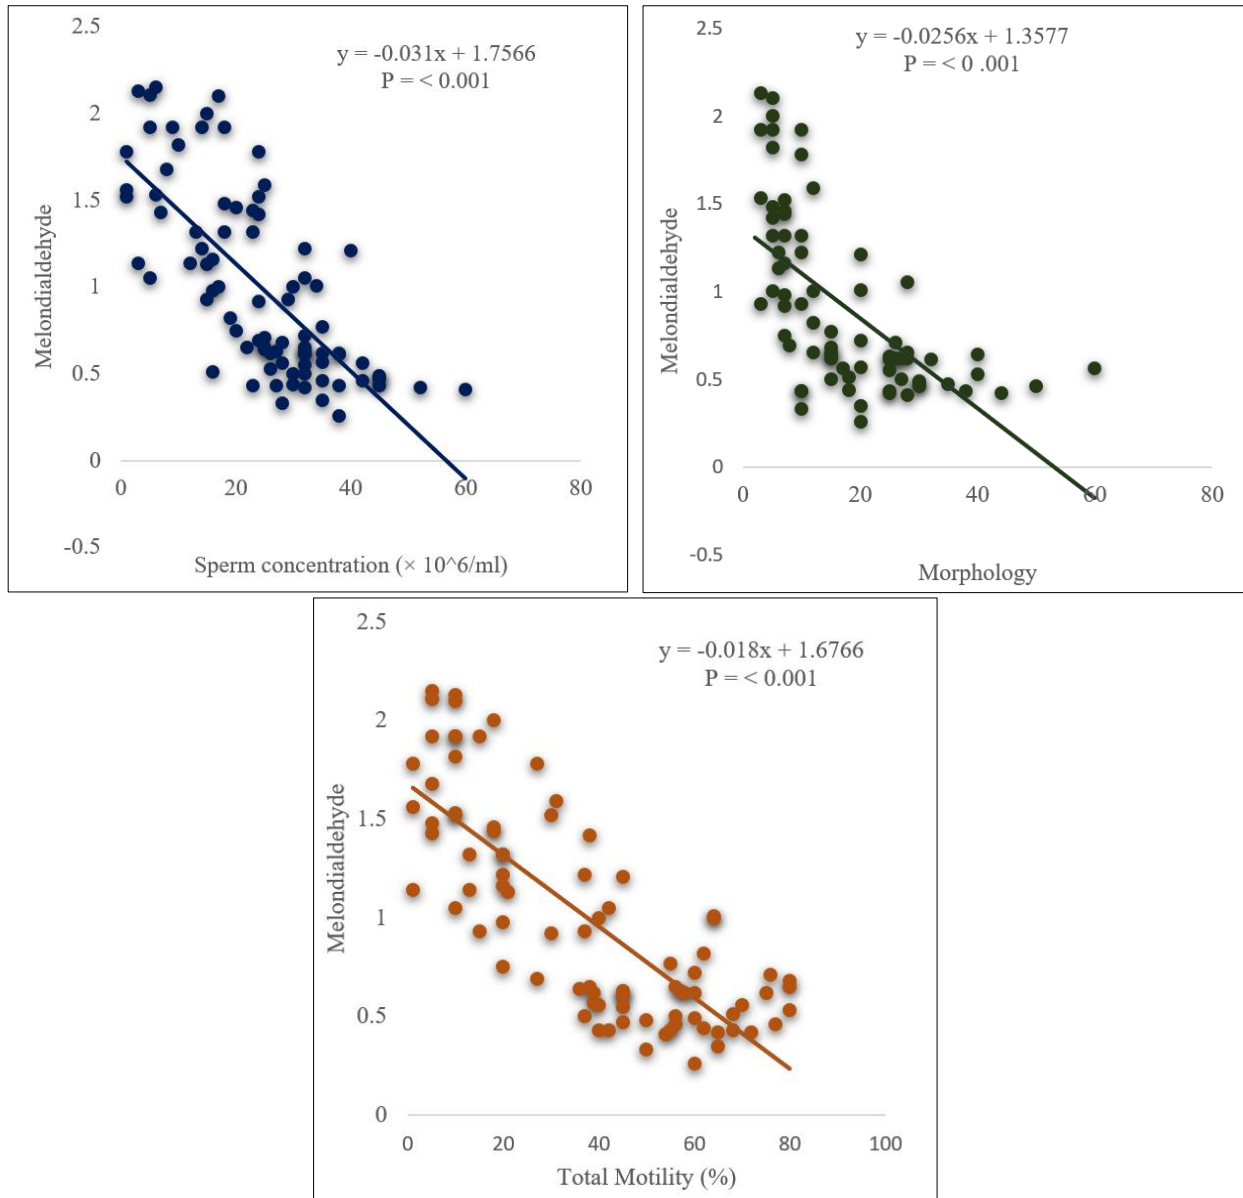 2.5
y = -0.031x + 1.7566
P = < 0.001
2
1.5
1
0.5
0
-0.5
Melondialdehyde
0 20 40 60 80
Sperm concentration (× 10^6/ml)
2.5
y = -0.0256x + 1.3577
P = < 0 .001
2
1.5
1
0.5
0
-0.5
Melondialdehyde
0 20 40 60 80
Morphology
2.5
y = -0.018x + 1.6766
P = < 0.001
2
1.5
1
0.5
0
Melondialdehyde
0 20 40 60 80 100
Total Motility (%)